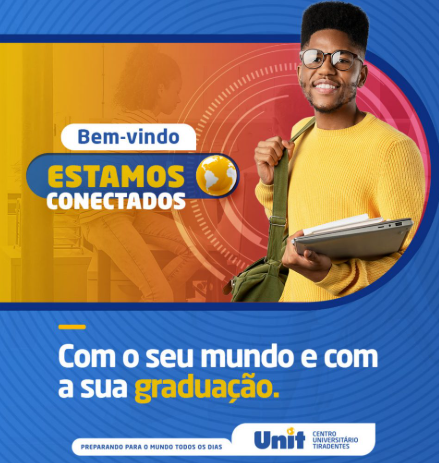 Bem-vindo
ESTAMOS
CONECTADOS
Com o seu mundo e com
a sua graduação.
PREPARANDO PARA O MUNDO TODOS OS DIAS
Unit
CENTRO
UNIVERSITÁRIO
TIRADENTES